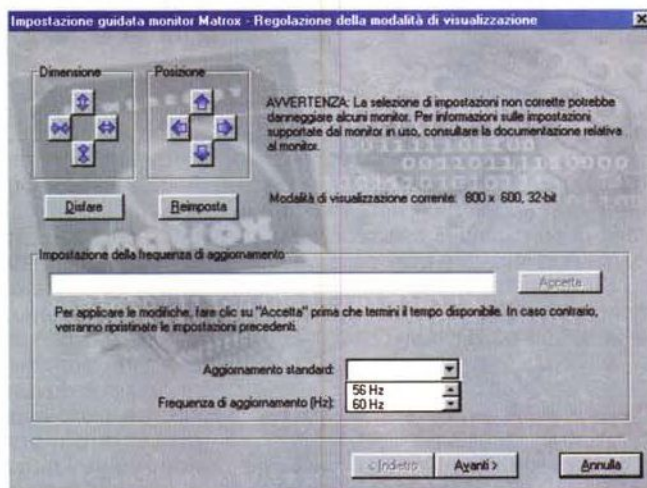 Impostazione guidata monitor Matrox - Regolazione della modalità di visualizzazione
Dimensione
Posizione
AVVERTENZA: La selezione di impostazioni non corrette potrebbe
danneggiare alcuni monitor. Per informazioni sulle impostazioni
supportate dal monitor in uso, consultare la documentazione relativa
al monitor.
Disfare
Reimposta
Modalità di visualizzazione corrente: 800 x 600, 32-bit
Impostazione della frequenza di aggiornamento
Accetta
Per applicare le modifiche, fare clic su "Accetta" prima che termini il tempo disponibile. In caso contrario,
verranno ripristinate le impostazioni precedenti.
Aggiornamento standard:
56 Hz
Frequenza di aggiornamento (Hz):
60 Hz
< Indietro
Avanti >
Annulla